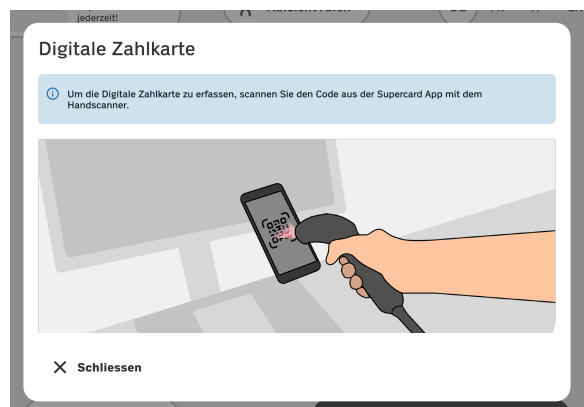 jederzeit!
Digitale Zahlkarte
Um die Digitale Zahlkarte zu erfassen, scannen Sie den Code aus der Supercard App mit dem
Handscanner.
Schliessen